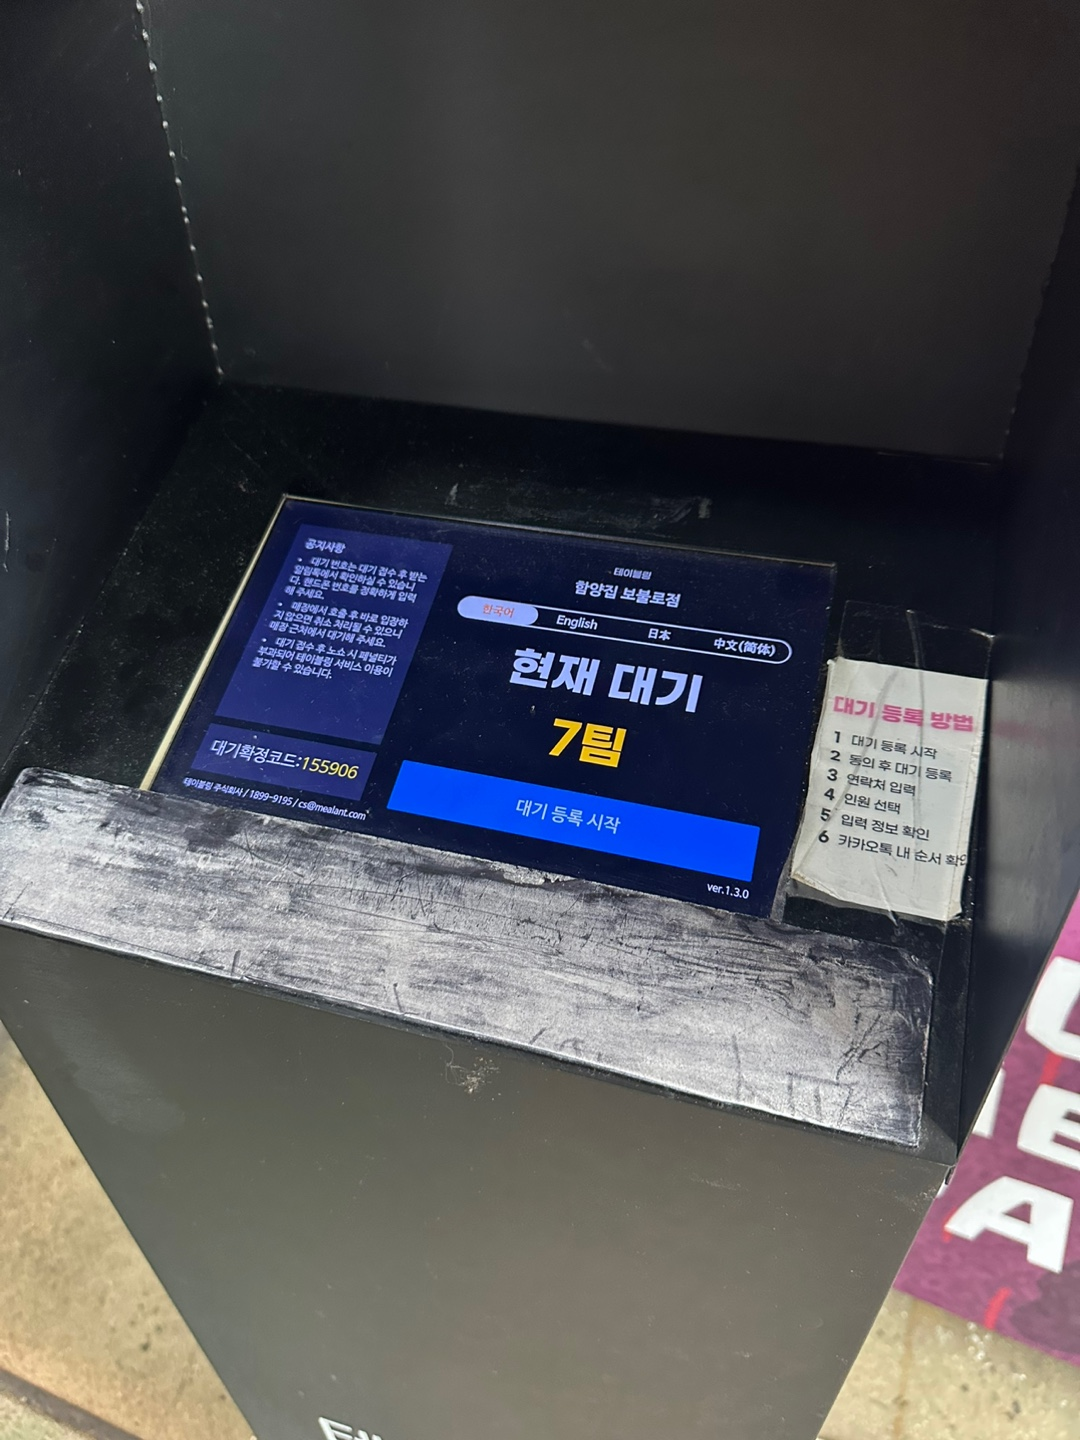 공지사항
• 대기 번호는 대기 접수 후 받는
알림톡에서 확인하실 수 있습니
다. 핸드폰 번호를 정확하게 입력
해 주세요.
• 매장에서 호출 후 바로 입장하
지 않으면 취소 처리될 수 있으니
매장 근처에서 대기해 주세요.
• 대기 접수 후 노쇼 시 패널티가
부과되어 테이블링 서비스 이용이
불가할 수 있습니다.
대기확정코드:155906
테이블링 주식회사 / 1899-9195 / cs@mealant.com
테이블링
함양집 보불로점
한국어 English 日本 中文(简体)
현재 대기
7팀
대기 등록 시작
ver.1.3.0
대기 등록 방법
1 대기 등록 시작
2 동의 후 대기 등록
3 연락처 입력
4 인원 선택
5 입력 정보 확인
6 카카오톡 내 순서 확인
A